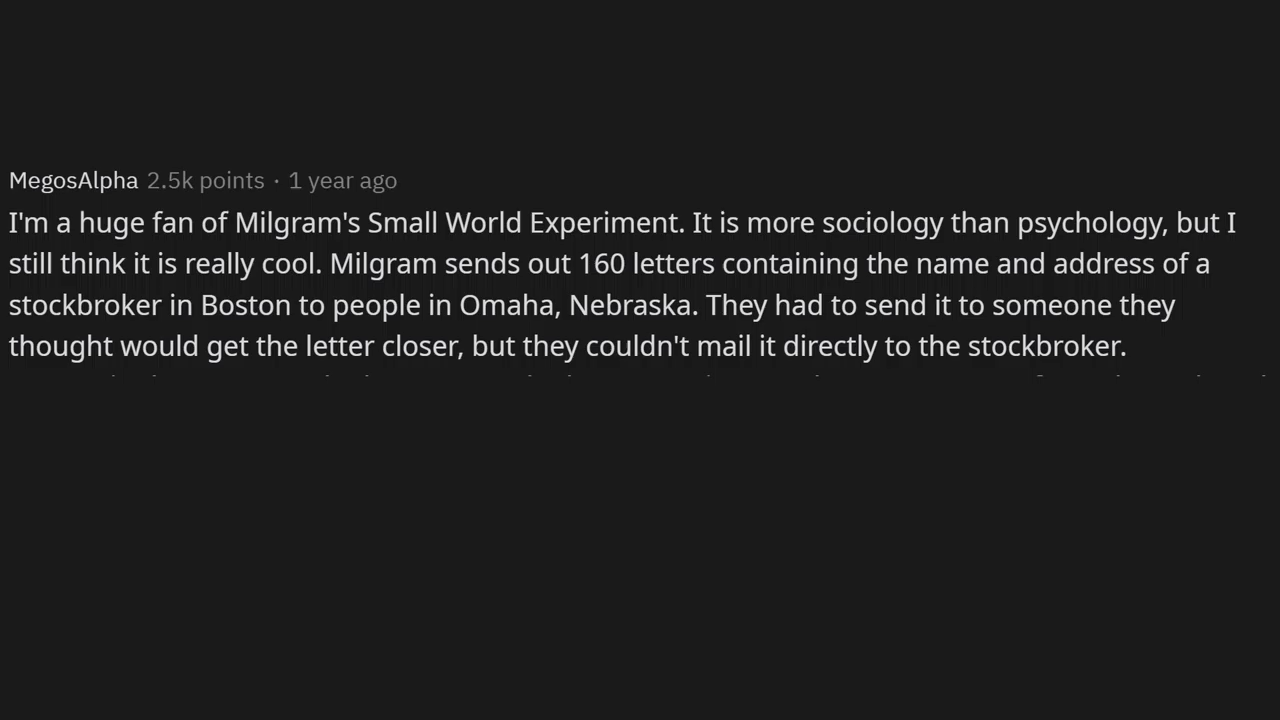 MegosAlpha 2.5k points · 1 year ago
I'm a huge fan of Milgram's Small World Experiment. It is more sociology than psychology, but I
still think it is really cool. Milgram sends out 160 letters containing the name and address of a
stockbroker in Boston to people in Omaha, Nebraska. They had to send it to someone they
thought would get the letter closer, but they couldn't mail it directly to the stockbroker.